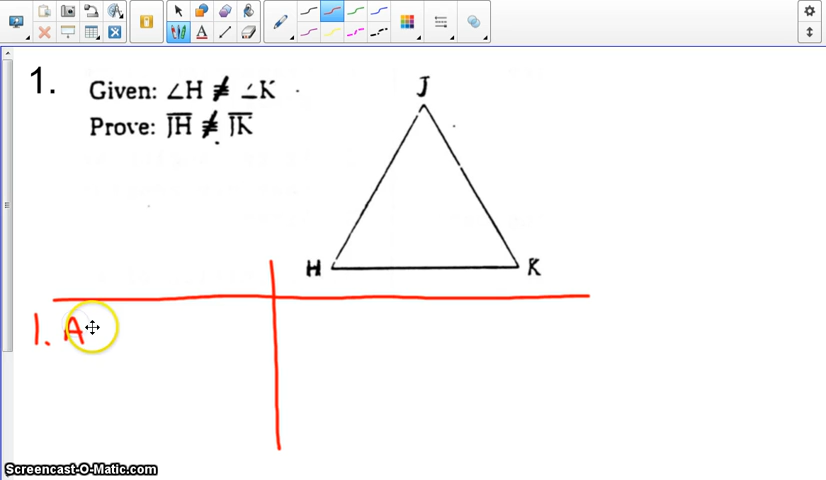 1.
Given: ∠H ≇ ∠K
Prove: JH ≇ JK
J
H K
1. A
Screencast-O-Matic.com